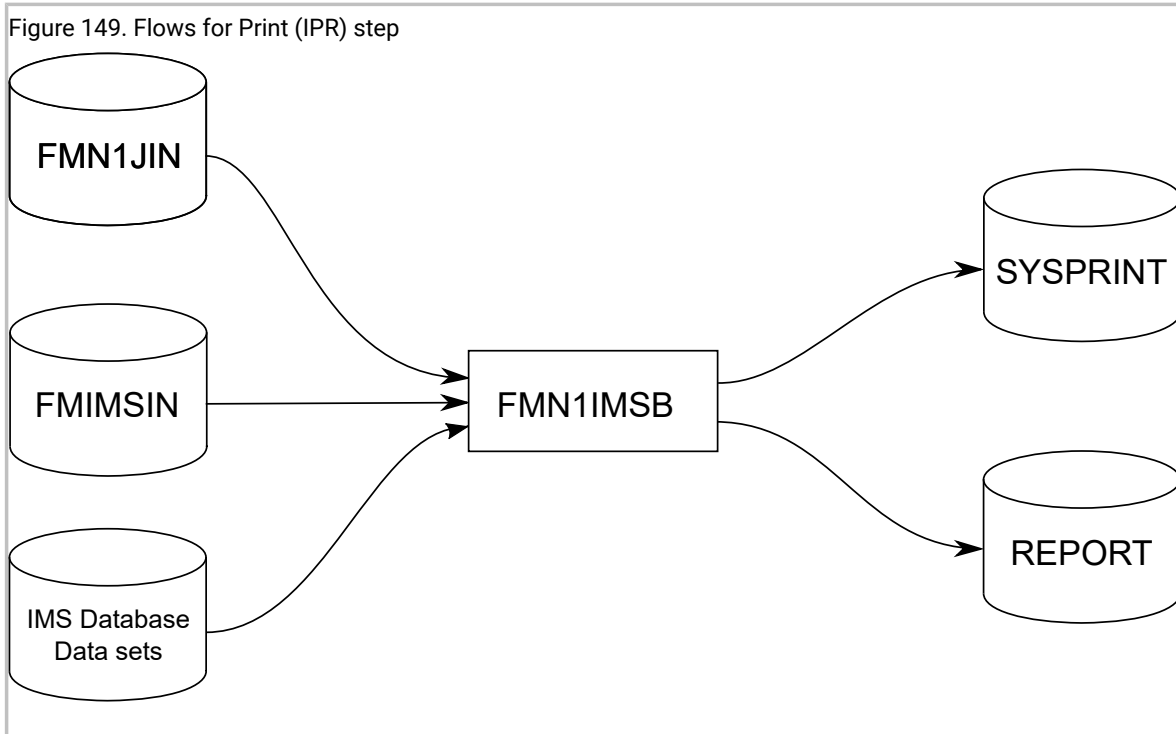 Figure 149. Flows for Print (IPR) step
FMN1JIN
SYSPRINT
FMIMSIN
FMN1IMSB
REPORT
IMS Database
Data sets